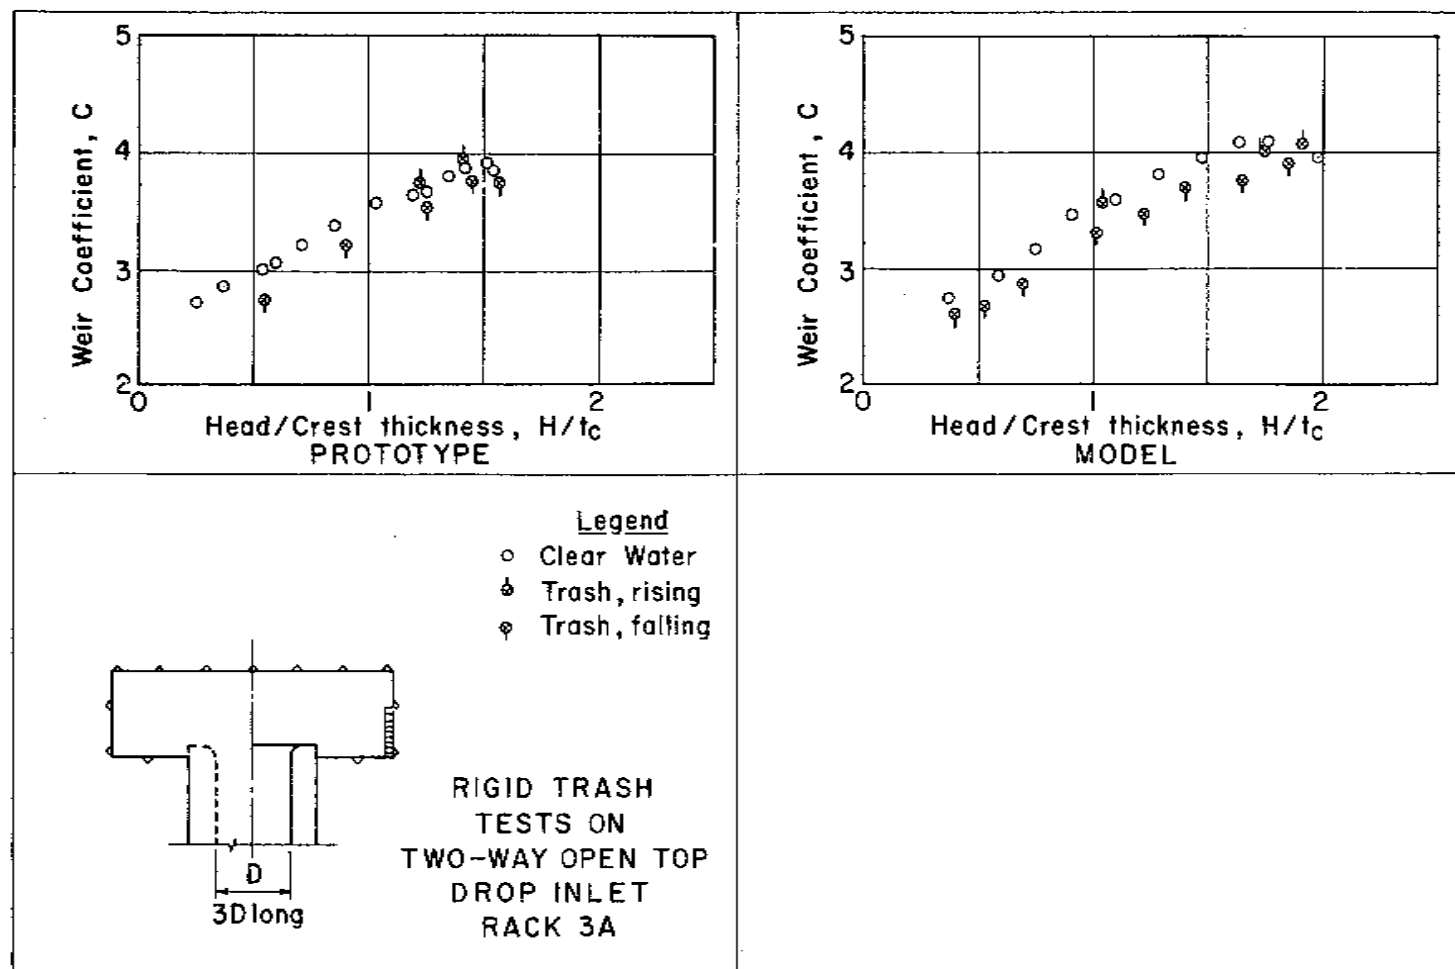 5
4
3
2
Weir Coefficient, C
0
1
2
Head/Crest thickness, H/tc
PROTOTYPE
5
4
3
2
Weir Coefficient, C
0
1
2
Head/Crest thickness, H/tc
MODEL
Legend
Clear Water
Trash, rising
Trash, falling
D
3D long
RIGID TRASH
TESTS ON
TWO-WAY OPEN TOP
DROP INLET
RACK 3A